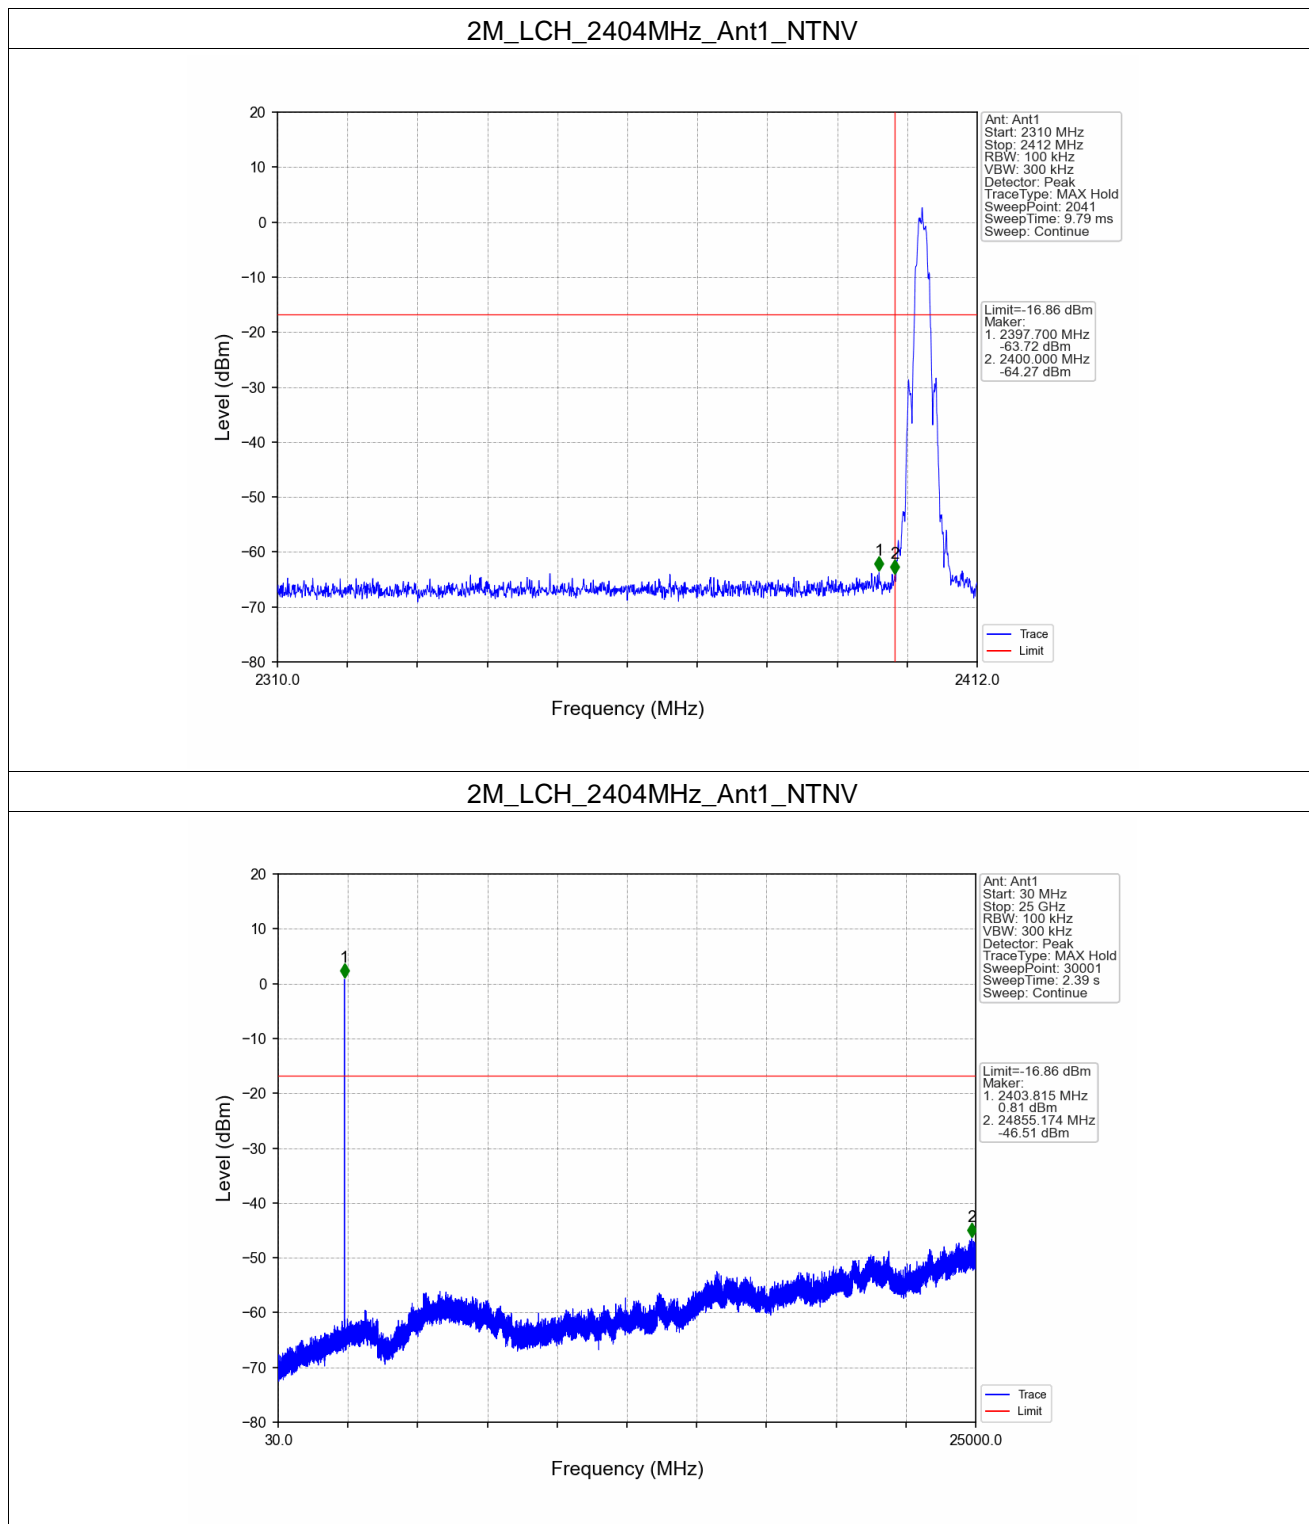 2M_LCH_2404MHz_Ant1_NTNV
20
10
0
−10
−20
−30
−40
−50
−60
−70
−80
Level (dBm)
1
2
2310.0
2412.0
Frequency (MHz)
Ant: Ant1
Start: 2310 MHz
Stop: 2412 MHz
RBW: 100 kHz
VBW: 300 kHz
Detector: Peak
TraceType: MAX Hold
SweepPoint: 2041
SweepTime: 9.79 ms
Sweep: Continue
Limit=-16.86 dBm
Maker:
1. 2397.700 MHz
-63.72 dBm
2. 2400.000 MHz
-64.27 dBm
Trace
Limit
2M_LCH_2404MHz_Ant1_NTNV
20
10
0
−10
−20
−30
−40
−50
−60
−70
−80
Level (dBm)
1
2
30.0
25000.0
Frequency (MHz)
Ant: Ant1
Start: 30 MHz
Stop: 25 GHz
RBW: 100 kHz
VBW: 300 kHz
Detector: Peak
TraceType: MAX Hold
SweepPoint: 30001
SweepTime: 2.39 s
Sweep: Continue
Limit=-16.86 dBm
Maker:
1. 2403.815 MHz
0.81 dBm
2. 24855.174 MHz
-46.51 dBm
Trace
Limit